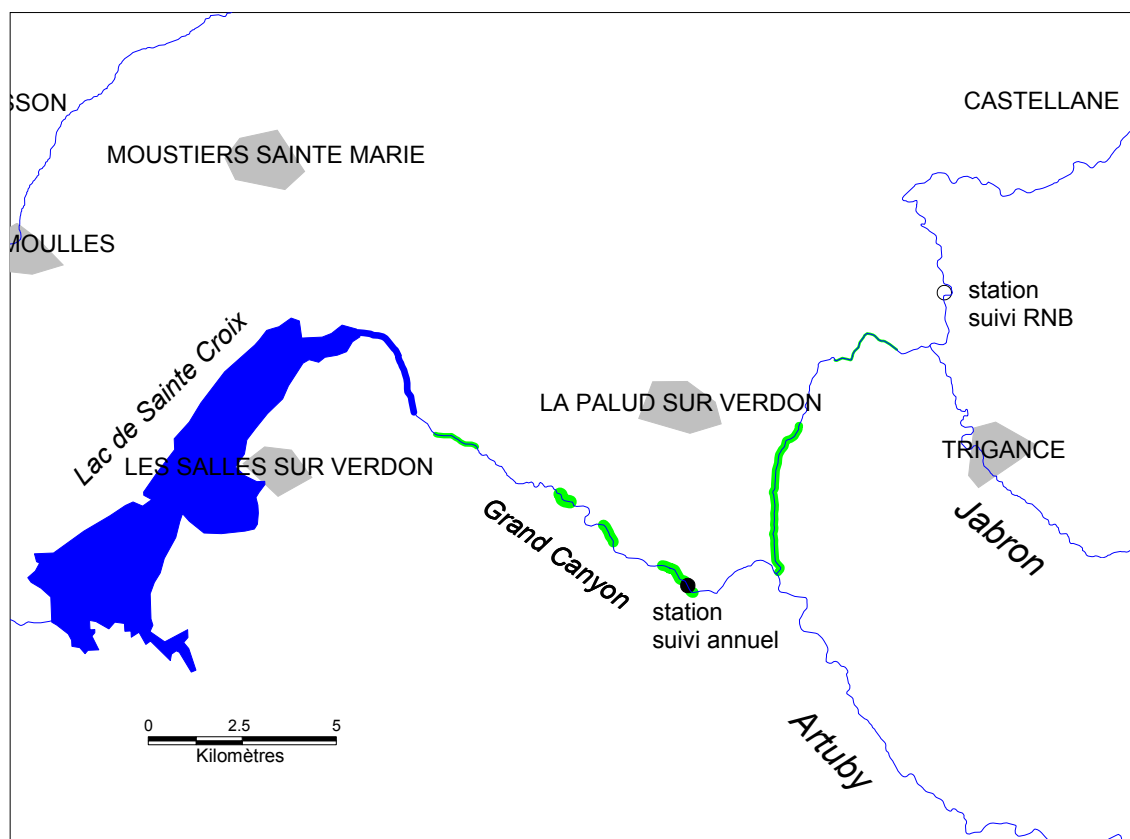 SSON
CASTELLANE
MOUSTIERS SAINTE MARIE
MOULLES
station
suivi RNB
Lac de Sainte Croix
LA PALUD SUR VERDON
TRIGANCE
LES SALLES SUR VERDON
Grand Canyon
Jabron
station
suivi annuel
Artuby
0 2.5 5
Kilomètres